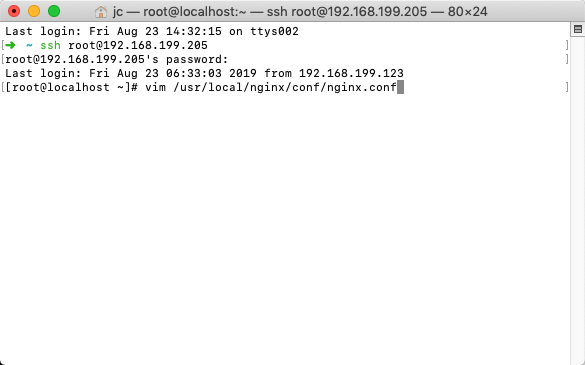 jc — root@localhost:~ — ssh root@192.168.199.205 — 80×24
Last login: Fri Aug 23 14:32:15 on ttys002
[➜  ~ ssh root@192.168.199.205 ]
[root@192.168.199.205's password: ]
Last login: Fri Aug 23 06:33:03 2019 from 192.168.199.123
[[root@localhost ~]# vim /usr/local/nginx/conf/nginx.conf ]